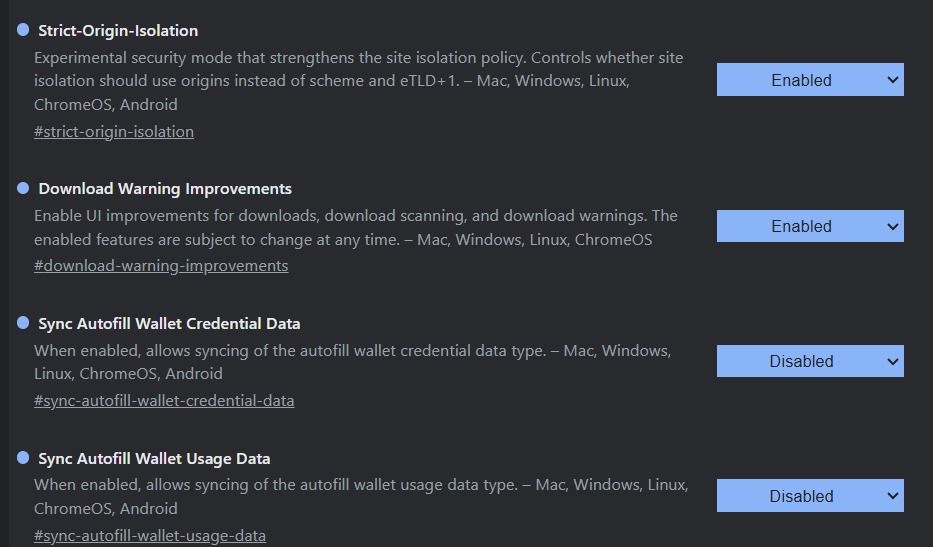 Strict-Origin-Isolation
Experimental security mode that strengthens the site isolation policy. Controls whether site
isolation should use origins instead of scheme and eTLD+1. – Mac, Windows, Linux,
ChromeOS, Android
#strict-origin-isolation
Enabled
Download Warning Improvements
Enable UI improvements for downloads, download scanning, and download warnings. The
enabled features are subject to change at any time. – Mac, Windows, Linux, ChromeOS
#download-warning-improvements
Enabled
Sync Autofill Wallet Credential Data
When enabled, allows syncing of the autofill wallet credential data type. – Mac, Windows,
Linux, ChromeOS, Android
#sync-autofill-wallet-credential-data
Disabled
Sync Autofill Wallet Usage Data
When enabled, allows syncing of the autofill wallet usage data type. – Mac, Windows, Linux,
ChromeOS, Android
#sync-autofill-wallet-usage-data
Disabled